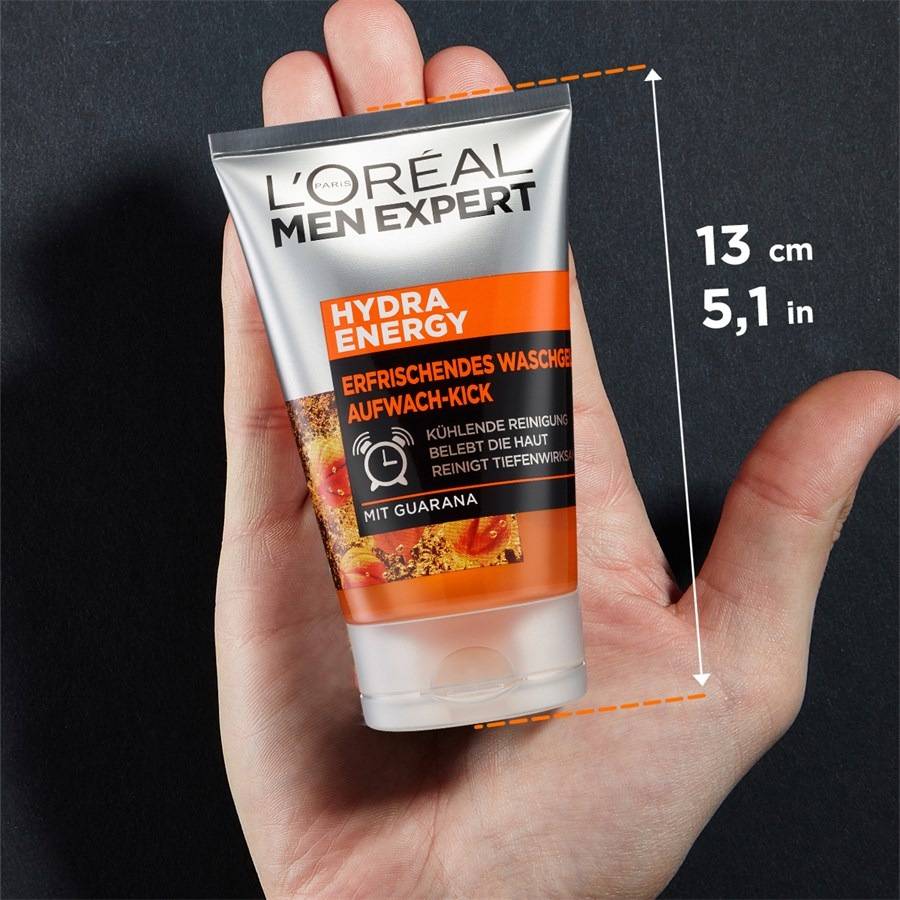 L'ORÉAL
PARIS
MEN EXPERT
HYDRA
ENERGY
ERFRISCHENDES WASCHGE
AUFWACH-KICK
KÜHLENDE REINIGUNG
BELEBT DIE HAUT
REINIGT TIEFENWIRKSA
MIT GUARANA
13 cm
5,1 in